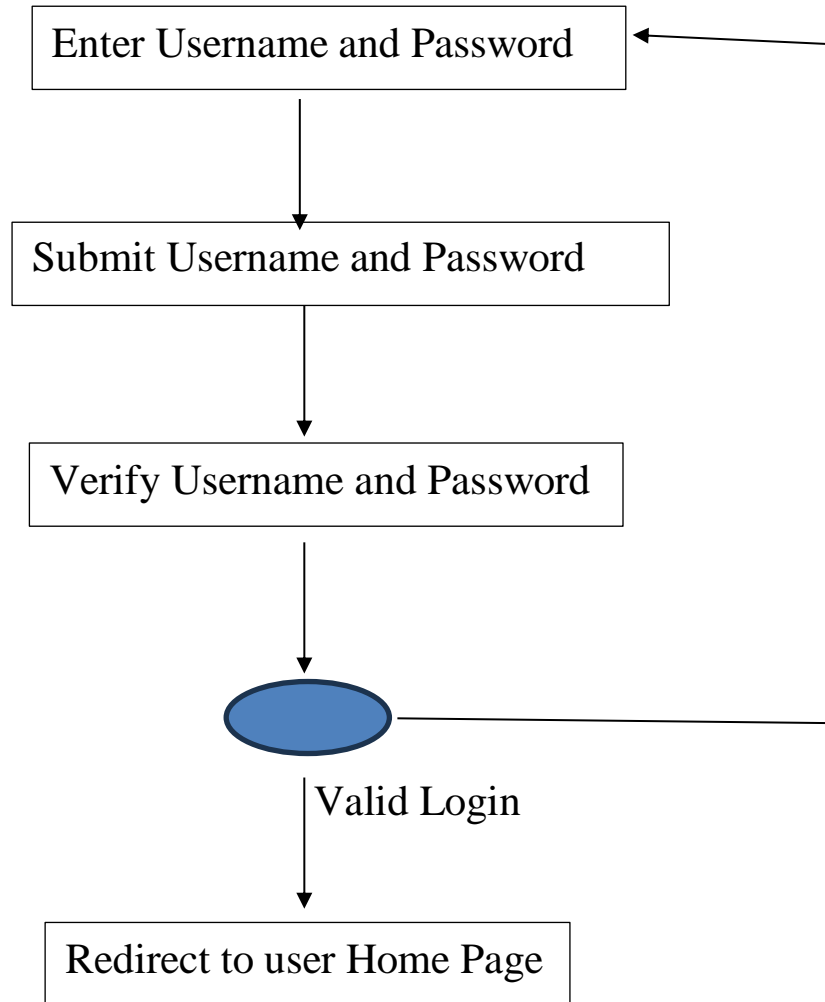 Enter Username and Password
Submit Username and Password
Verify Username and Password
Valid Login
Redirect to user Home Page